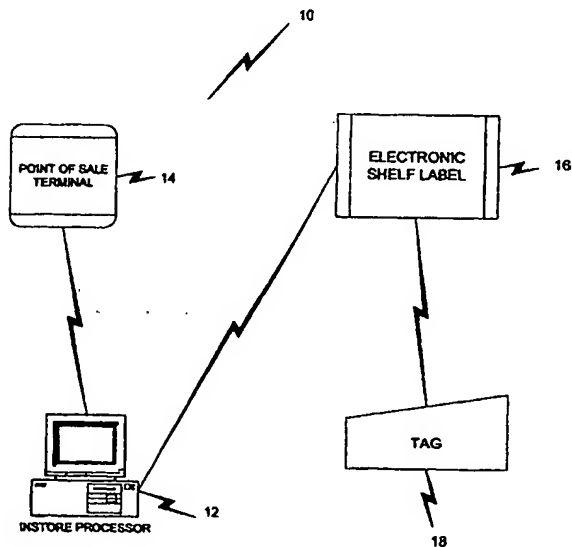 10
POINT OF SALE
TERMINAL
14
ELECTRONIC
SHELF LABEL
16
TAG
12
INSTORE PROCESSOR
18